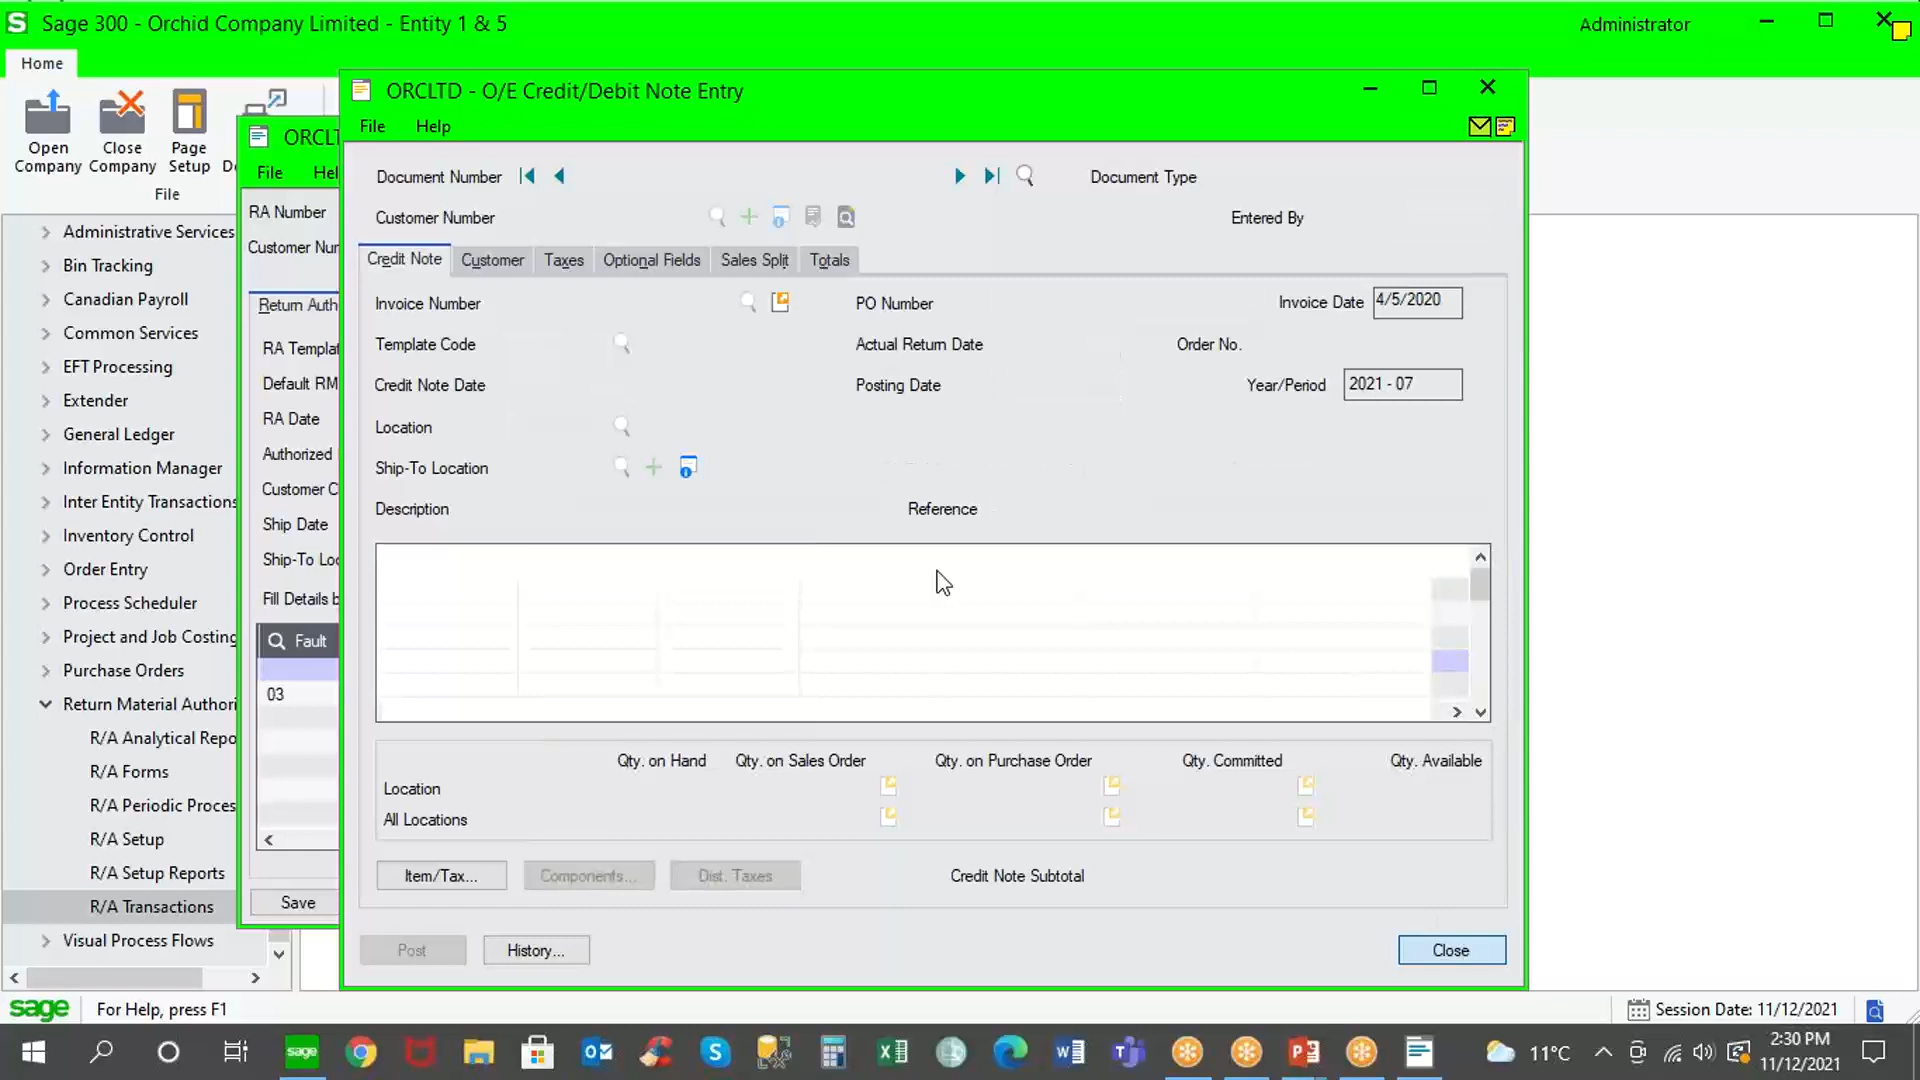 Sage 300 - Orchid Company Limited - Entity 1 & 5
Administrator
Home
Open Company
Close Company
Page Setup
File
ORCLTD - O/E Credit/Debit Note Entry
File Help
Document Number
Document Type
Customer Number
Entered By
Credit Note Customer Taxes Optional Fields Sales Split Totals
Invoice Number
PO Number
Invoice Date 4/5/2020
Template Code
Actual Return Date
Order No.
Credit Note Date
Posting Date
Year/Period 2021 - 07
Location
Ship-To Location
Description
Reference
Qty. on Hand Qty. on Sales Order Qty. on Purchase Order Qty. Committed Qty. Available
Location
All Locations
Item/Tax... Components... Dist. Taxes
Credit Note Subtotal
Post History... Close
ORCLT
File Hel
RA Number
Customer Nur
Return Auth
RA Templat
Default RM
RA Date
Authorized
Customer C
Ship Date
Ship-To Loc
Fill Details b
Fault
03
Save
Administrative Services
Bin Tracking
Canadian Payroll
Common Services
EFT Processing
Extender
General Ledger
Information Manager
Inter Entity Transactions
Inventory Control
Order Entry
Process Scheduler
Project and Job Costing
Purchase Orders
Return Material Authori
R/A Analytical Repo
R/A Forms
R/A Periodic Proces
R/A Setup
R/A Setup Reports
R/A Transactions
Visual Process Flows
sage For Help, press F1
Session Date: 11/12/2021
sage
11°C
2:30 PM
11/12/2021